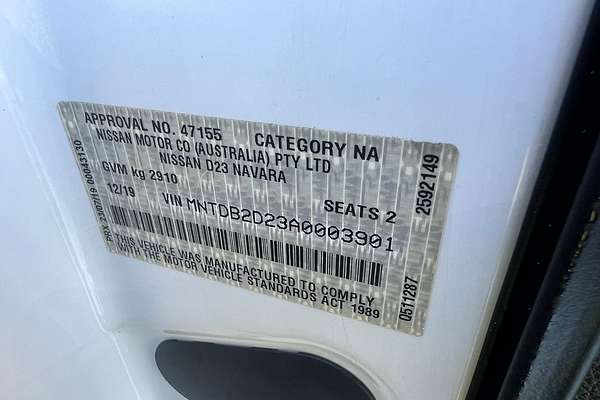 APPROVAL NO. 47155 CATEGORY NA
NISSAN MOTOR CO (AUSTRALIA) PTY LTD
NISSAN D23 NAVARA
GVM kg 2910
12/19 SEATS 2
VIN MNTDB2D23A0003901
THIS VEHICLE WAS MANUFACTURED TO COMPLY
WITH THE MOTOR VEHICLE STANDARDS ACT 1989
2592149
0511287